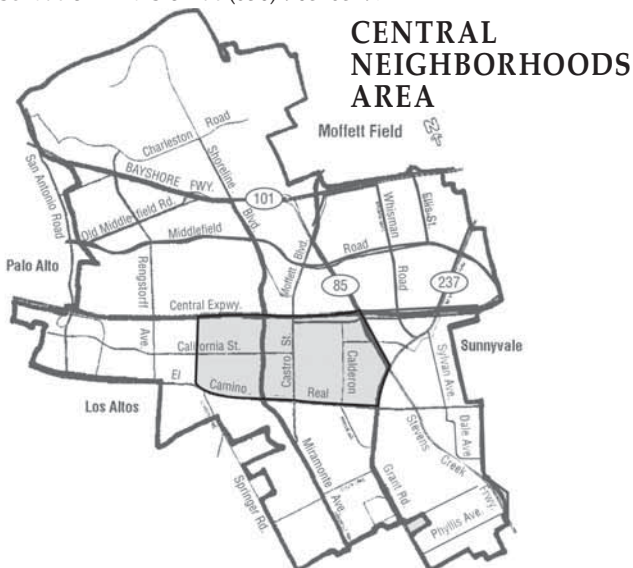 CENTRAL
NEIGHBORHOODS
AREA
Moffett Field
Charleston Road
San Antonio Road
BAYSHORE FWY.
Shoreline Blvd.
101
Old Middlefield Rd.
Middlefield Road
Whisman Road
Ellis St.
Palo Alto
Rengstorff Ave.
Moffett Blvd.
85
237
Central Expwy.
California St.
Castro St.
Calderon
Sunnyvale
Sylvan Ave.
El Camino Real
Los Altos
Dale Ave
Stevens Creek Frwy.
Miramonte Ave.
Springer Rd.
Grant Rd
Phyllis Ave.